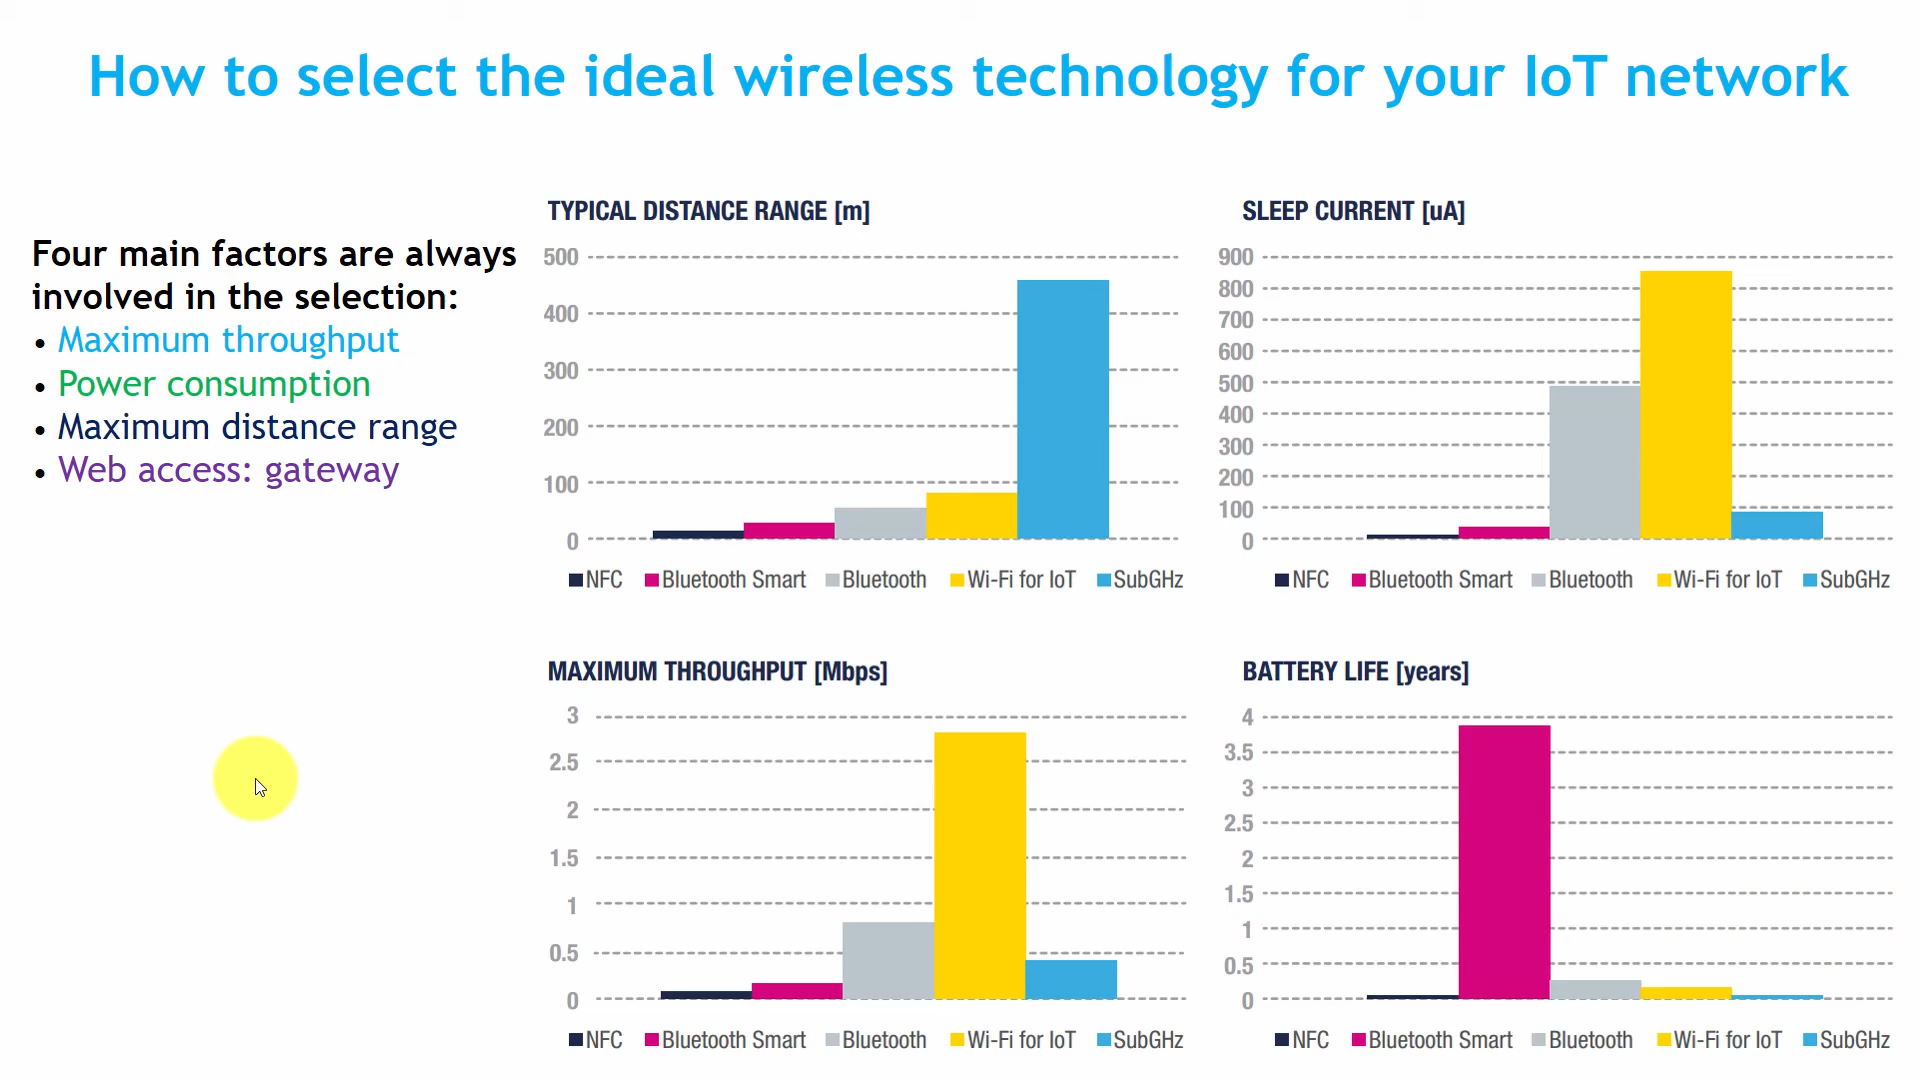 How to select the ideal wireless technology for your IoT network
Four main factors are always
involved in the selection:
• Maximum throughput
• Power consumption
• Maximum distance range
• Web access: gateway
TYPICAL DISTANCE RANGE [m]
500
400
300
200
100
0
NFC Bluetooth Smart Bluetooth Wi-Fi for IoT SubGHz
SLEEP CURRENT [uA]
900
800
700
600
500
400
300
200
100
0
NFC Bluetooth Smart Bluetooth Wi-Fi for IoT SubGHz
MAXIMUM THROUGHPUT [Mbps]
3
2.5
2
1.5
1
0.5
0
NFC Bluetooth Smart Bluetooth Wi-Fi for IoT SubGHz
BATTERY LIFE [years]
4
3.5
3
2.5
2
1.5
1
0.5
0
NFC Bluetooth Smart Bluetooth Wi-Fi for IoT SubGHz